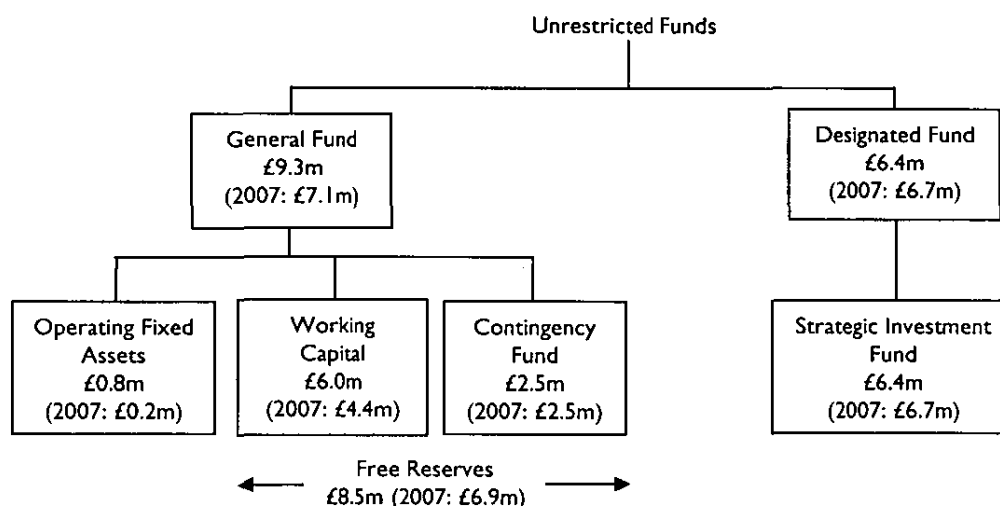 Unrestricted Funds
General Fund
£9.3m
(2007: £7.1m)
Designated Fund
£6.4m
(2007: £6.7m)
Operating Fixed
Assets
£0.8m
(2007: £0.2m)
Working
Capital
£6.0m
(2007: £4.4m)
Contingency
Fund
£2.5m
(2007: £2.5m)
Strategic Investment
Fund
£6.4m
(2007: £6.7m)
Free Reserves
£8.5m (2007: £6.9m)